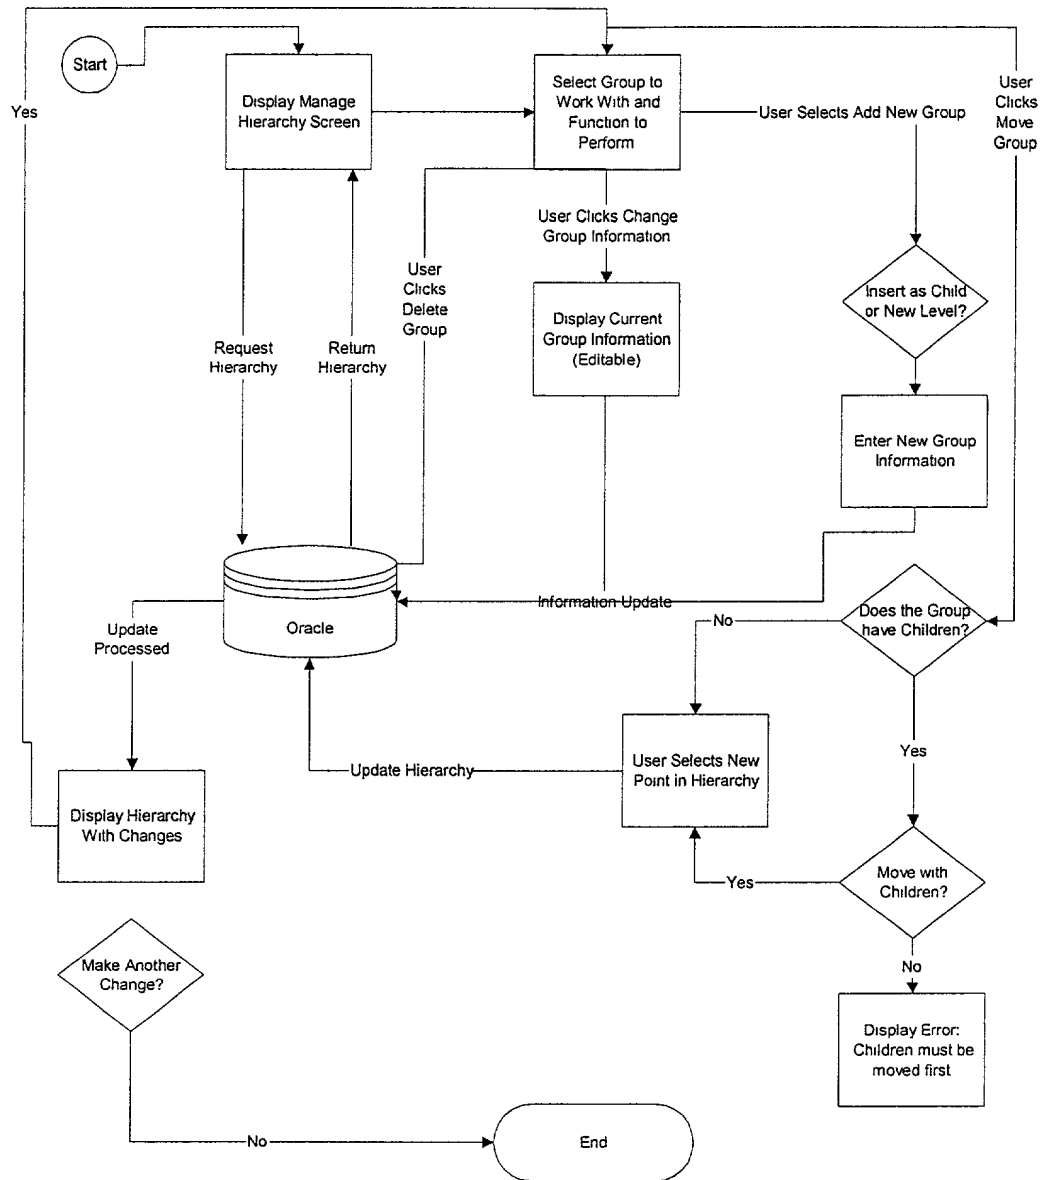 Start
Yes
Display Manage
Hierarchy Screen
Select Group to
Work With and
Function to
Perform
User Selects Add New Group
User
Clicks
Move
Group
User Clicks Change
Group Information
User
Clicks
Delete
Group
Insert as Child
or New Level?
Request
Hierarchy
Return
Hierarchy
Display Current
Group Information
(Editable)
Enter New Group
Information
Information Update
Oracle
Update
Processed
No
Does the Group
have Children?
Yes
Update Hierarchy
User Selects New
Point in Hierarchy
Display Hierarchy
With Changes
Yes
Move with
Children?
Make Another
Change?
No
Display Error:
Children must be
moved first
No
End